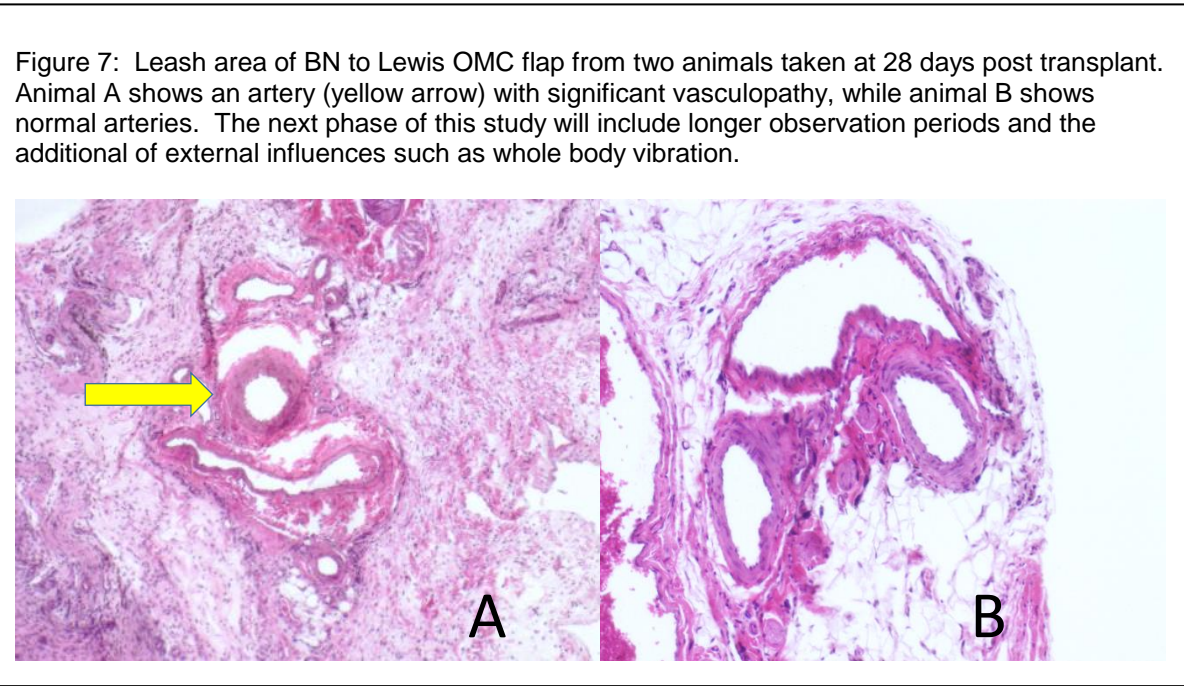 Figure 7:  Leash area of BN to Lewis OMC flap from two animals taken at 28 days post transplant.
Animal A shows an artery (yellow arrow) with significant vasculopathy, while animal B shows
normal arteries.  The next phase of this study will include longer observation periods and the
additional of external influences such as whole body vibration.
A
B